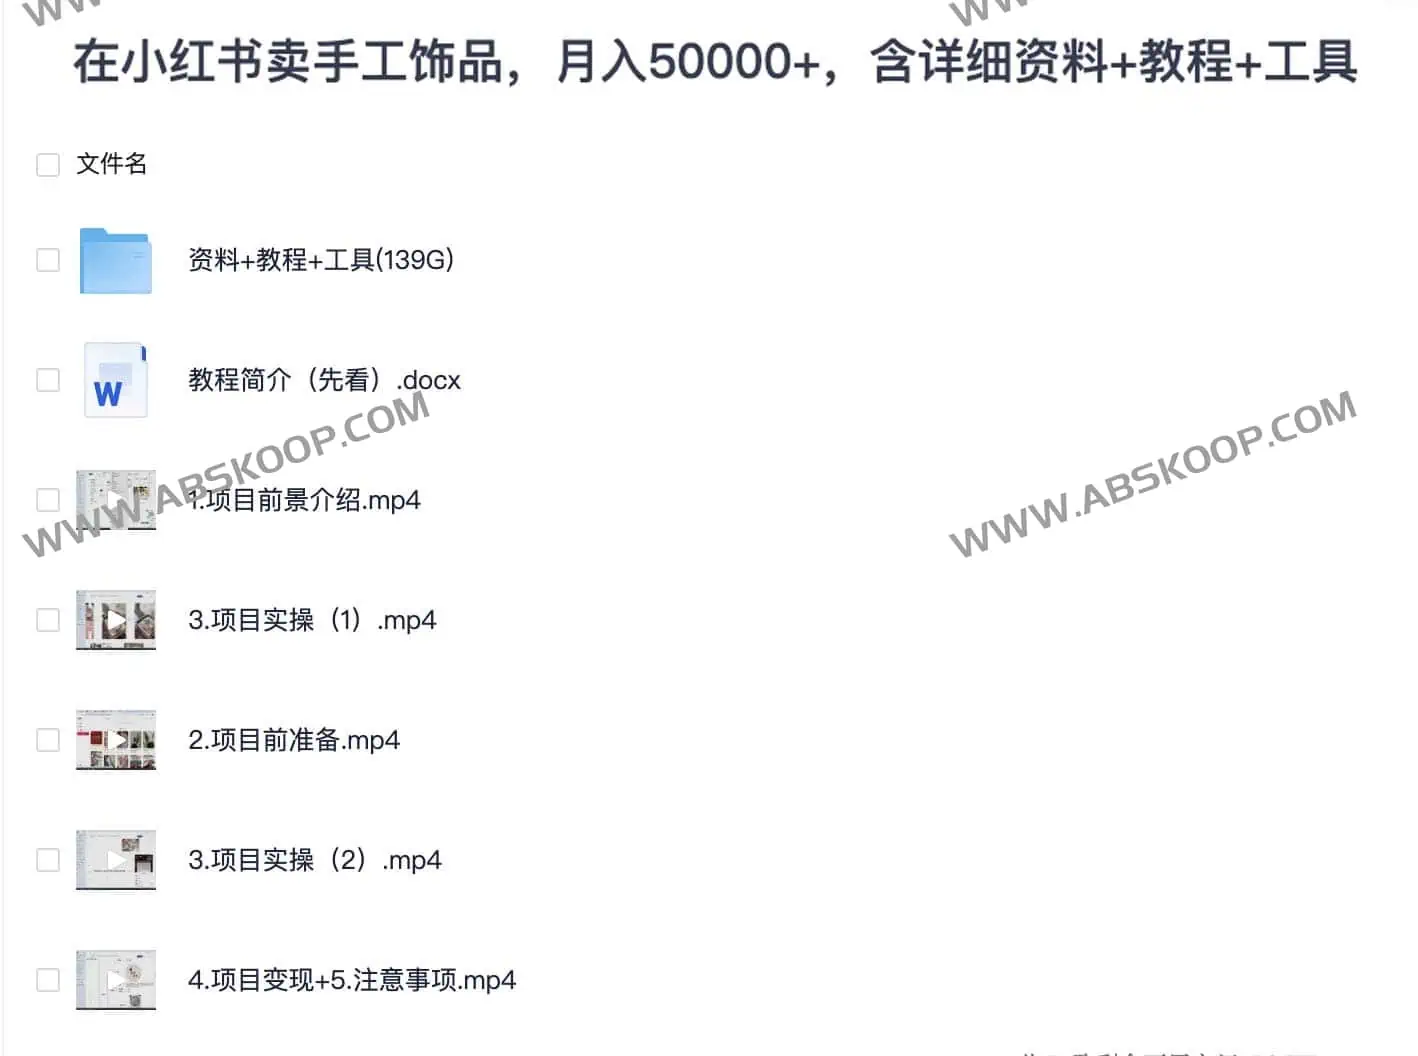 在小红书卖手工饰品，月入50000+，含详细资料+教程+工具
文件名
资料+教程+工具(139G)
W
教程简介（先看）.docx
WWW.ABSKOOP.COM
WWW.ABSKOOP.COM
1.项目前景介绍.mp4
3.项目实操（1）.mp4
2.项目前准备.mp4
3.项目实操（2）.mp4
4.项目变现+5.注意事项.mp4